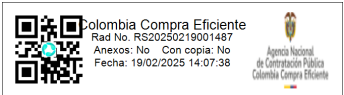 Colombia Compra Eficiente
Rad No. RS20250219001487
Anexos: No Con copia: No
Fecha: 19/02/2025 14:07:38
Agencia Nacional
de Contratación Pública
Colombia Compra Eficiente